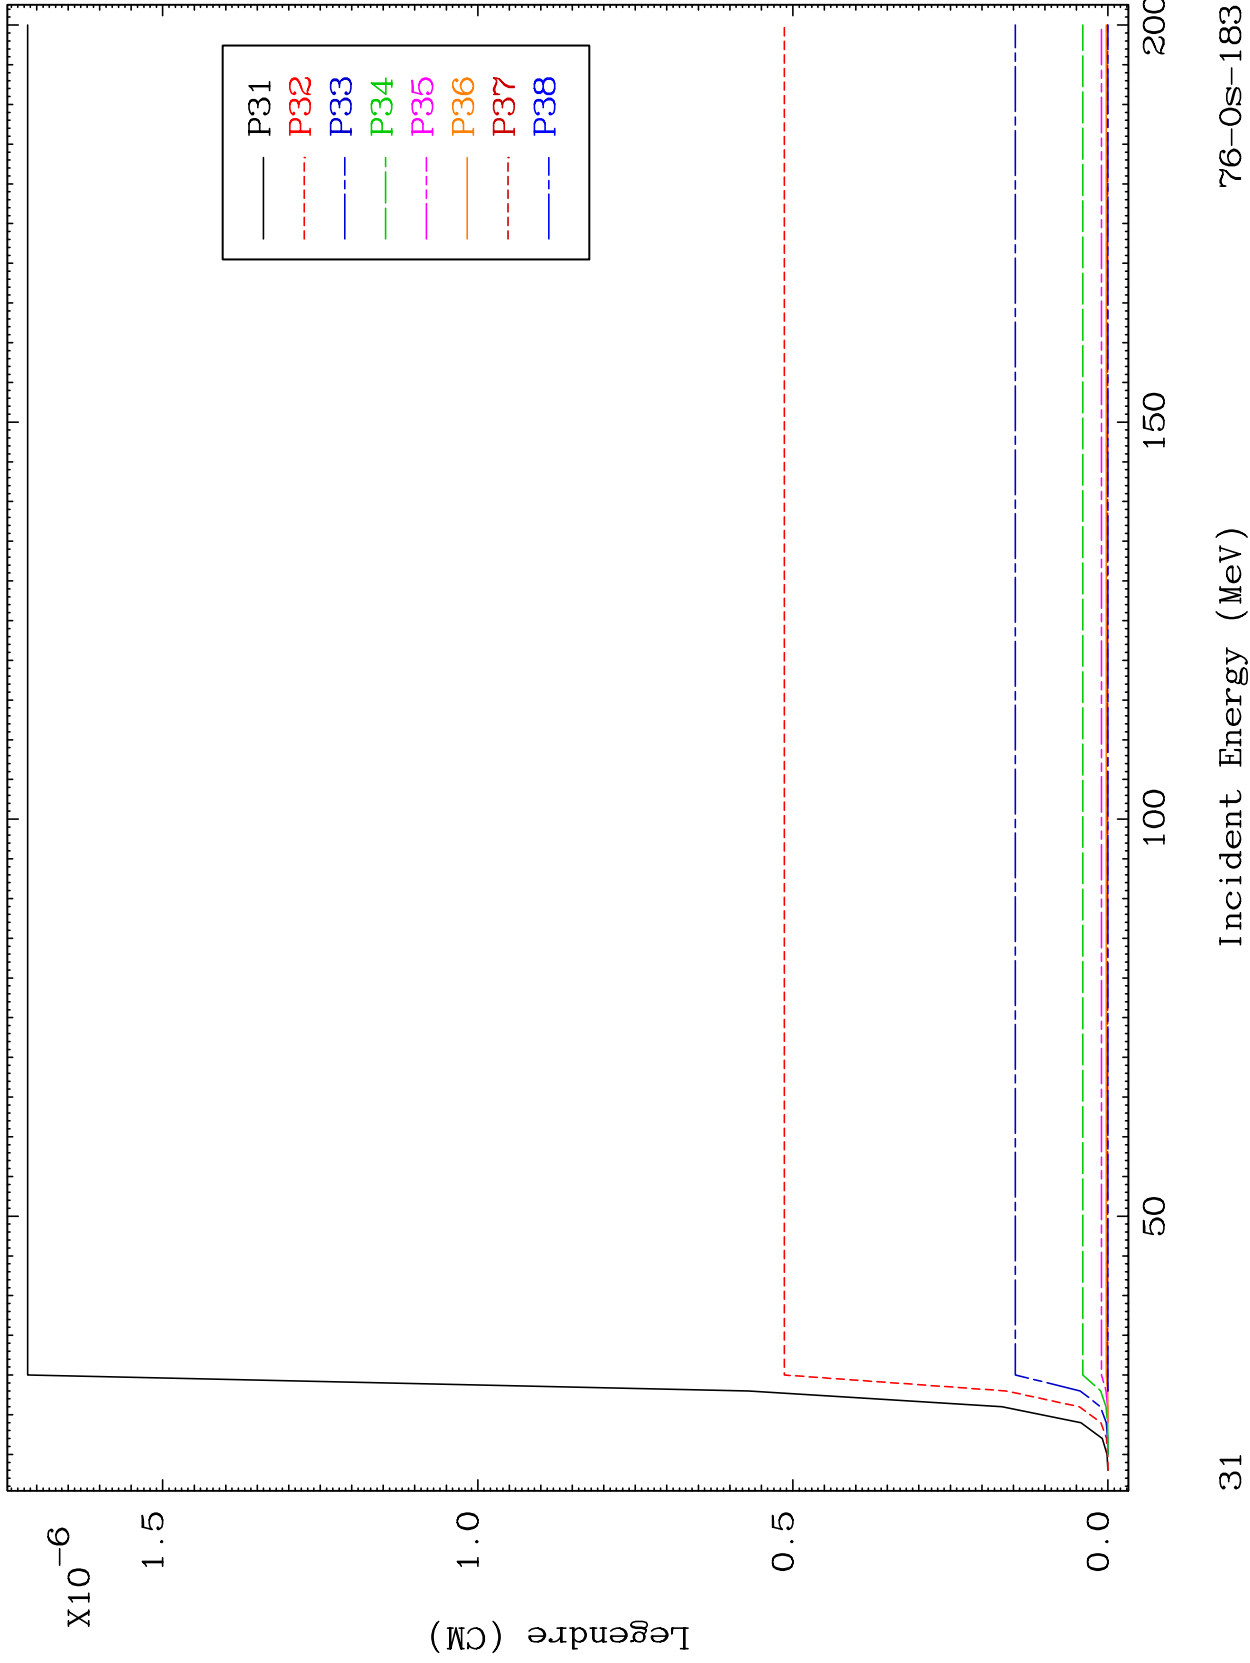 X10-6
1.5
1.0
0.5
0.0
Legendre (CM)
P31
P32
P33
P34
P35
P36
P37
P38
50
100
150
200
Incident Energy (MeV)
31
76-Os-183